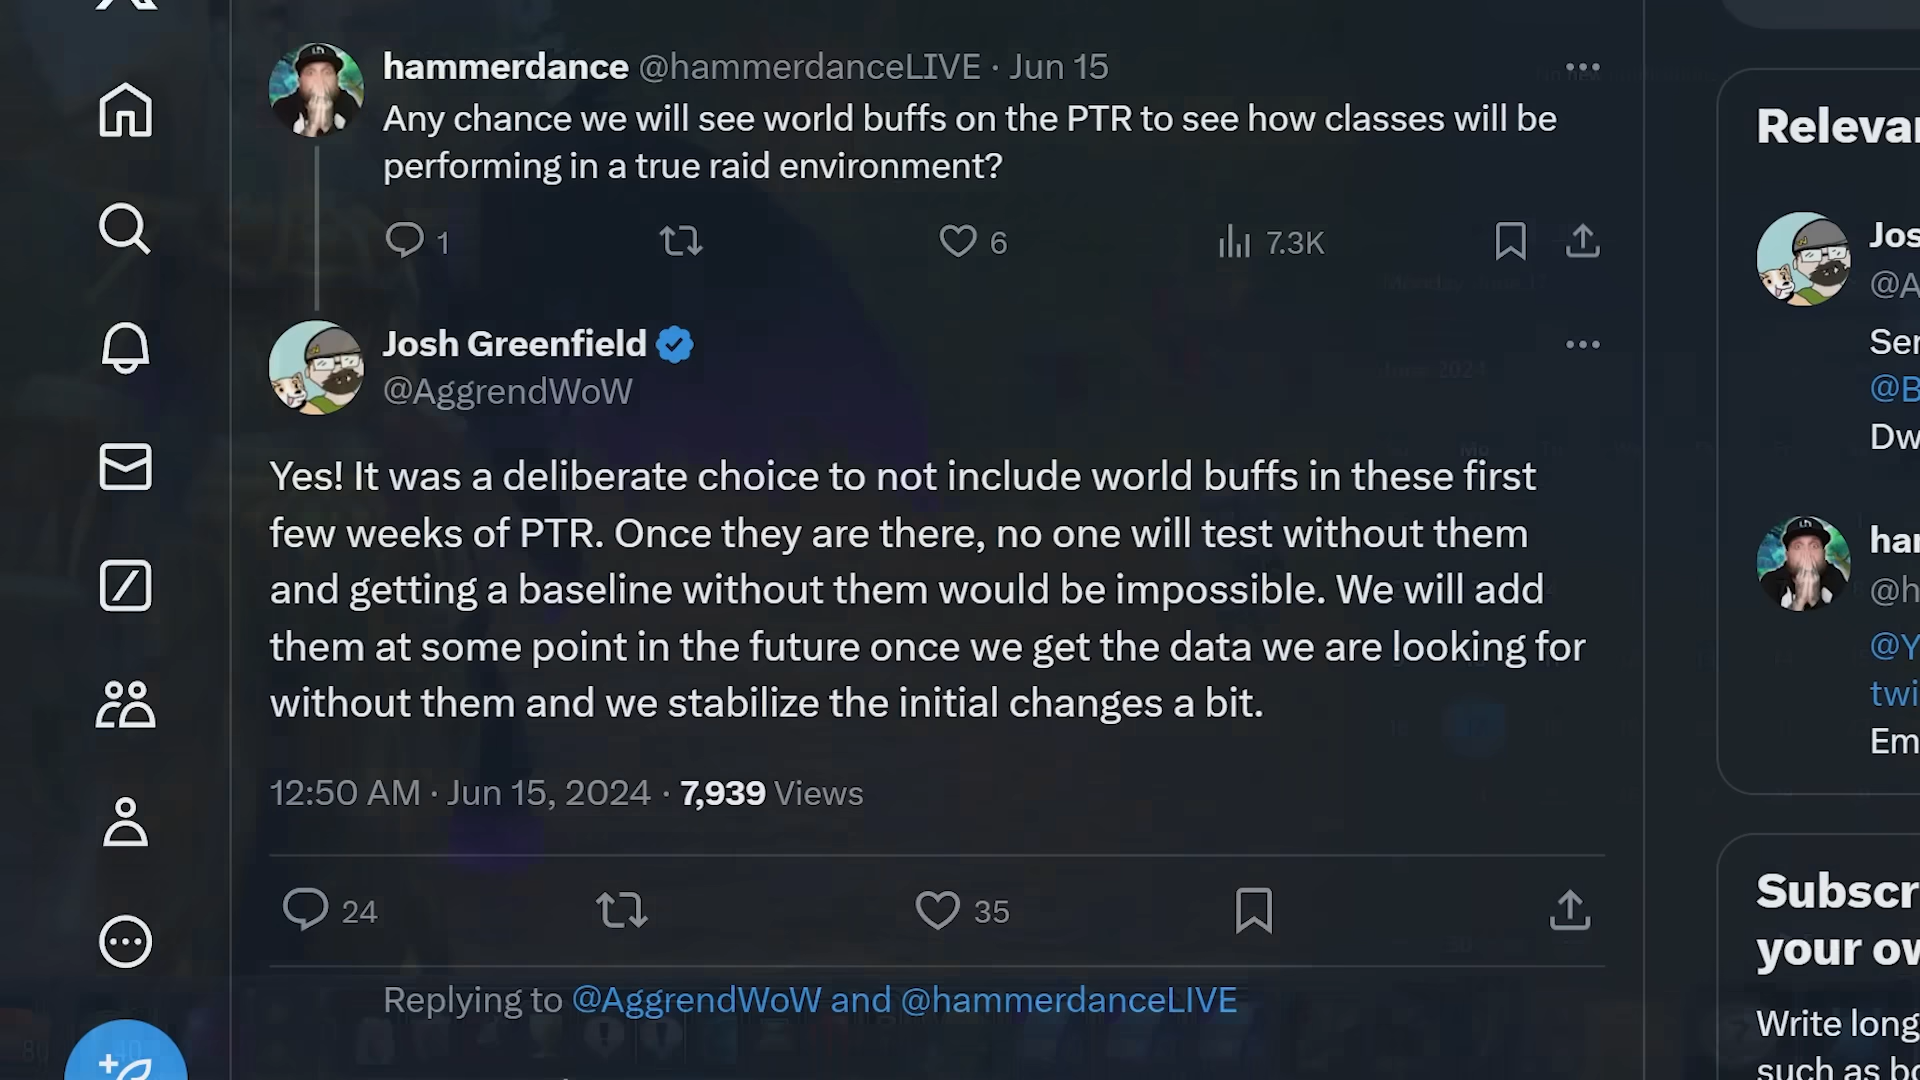 hammerdance @hammerdanceLIVE · Jun 15
Any chance we will see world buffs on the PTR to see how classes will be
performing in a true raid environment?
1 6 7.3K
Josh Greenfield
@AggrendWoW
Yes! It was a deliberate choice to not include world buffs in these first
few weeks of PTR. Once they are there, no one will test without them
and getting a baseline without them would be impossible. We will add
them at some point in the future once we get the data we are looking for
without them and we stabilize the initial changes a bit.
12:50 AM · Jun 15, 2024 · 7,939 Views
24 35
Replying to @AggrendWoW and @hammerdanceLIVE
Releva
Jos
@A
Ser
@B
Dw
har
@h
@Y
twi
Em
Subscr
your ow
Write long
such as bo